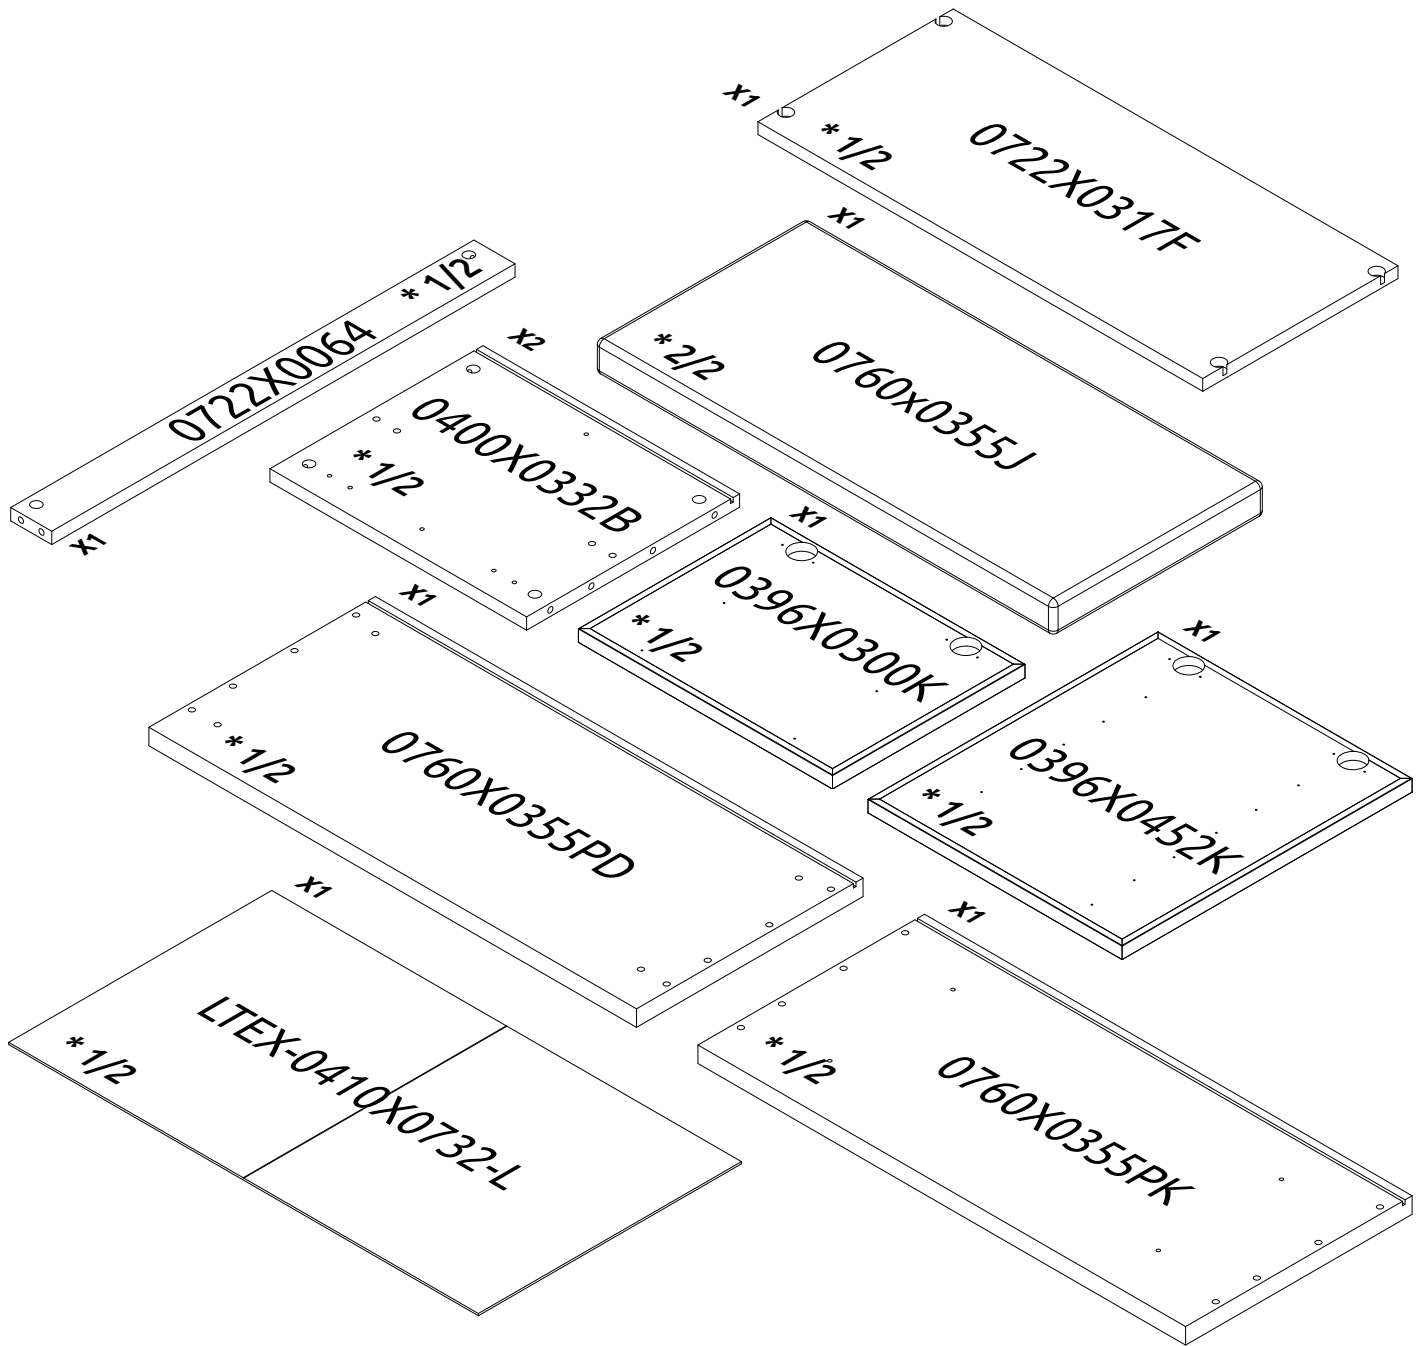 X1
* 1/2
0722X0317F
X1
* 2/2
0760x0355J
* 1/2
0722X0064
X1
X2
0400X0332B
* 1/2
X1
0396X0300K
* 1/2
X1
0396X0452K
* 1/2
X1
0760X0355PD
* 1/2
X1
LTEX-0410X0732-L
* 1/2
X1
* 1/2
0760X0355PK